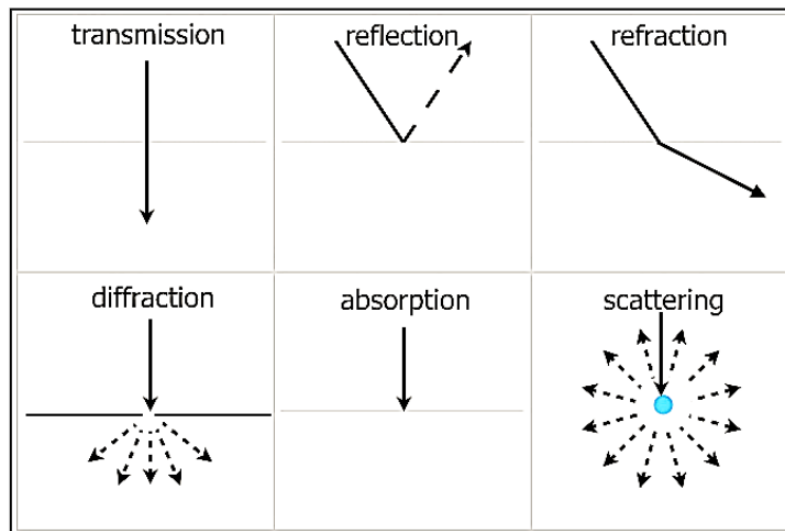 transmission
reflection
refraction
diffraction
absorption
scattering